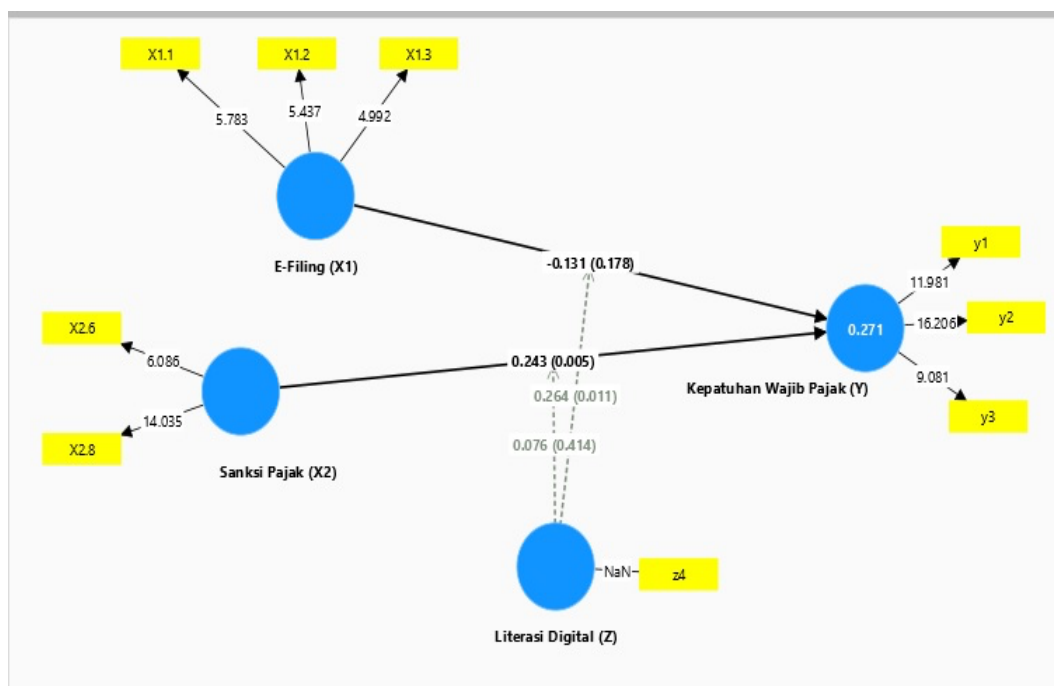 X1.1
X1.2
X1.3
5.783
5.437
4.992
E-Filing (X1)
-0.131 (0.178)
y1
11.981
X2.6
6.086
0.271
16.206
y2
0.243 (0.005)
Kepatuhan Wajib Pajak (Y)
9.081
0.264 (0.011)
y3
14.035
X2.8
0.076 (0.414)
Sanksi Pajak (X2)
NaN
z4
Literasi Digital (Z)